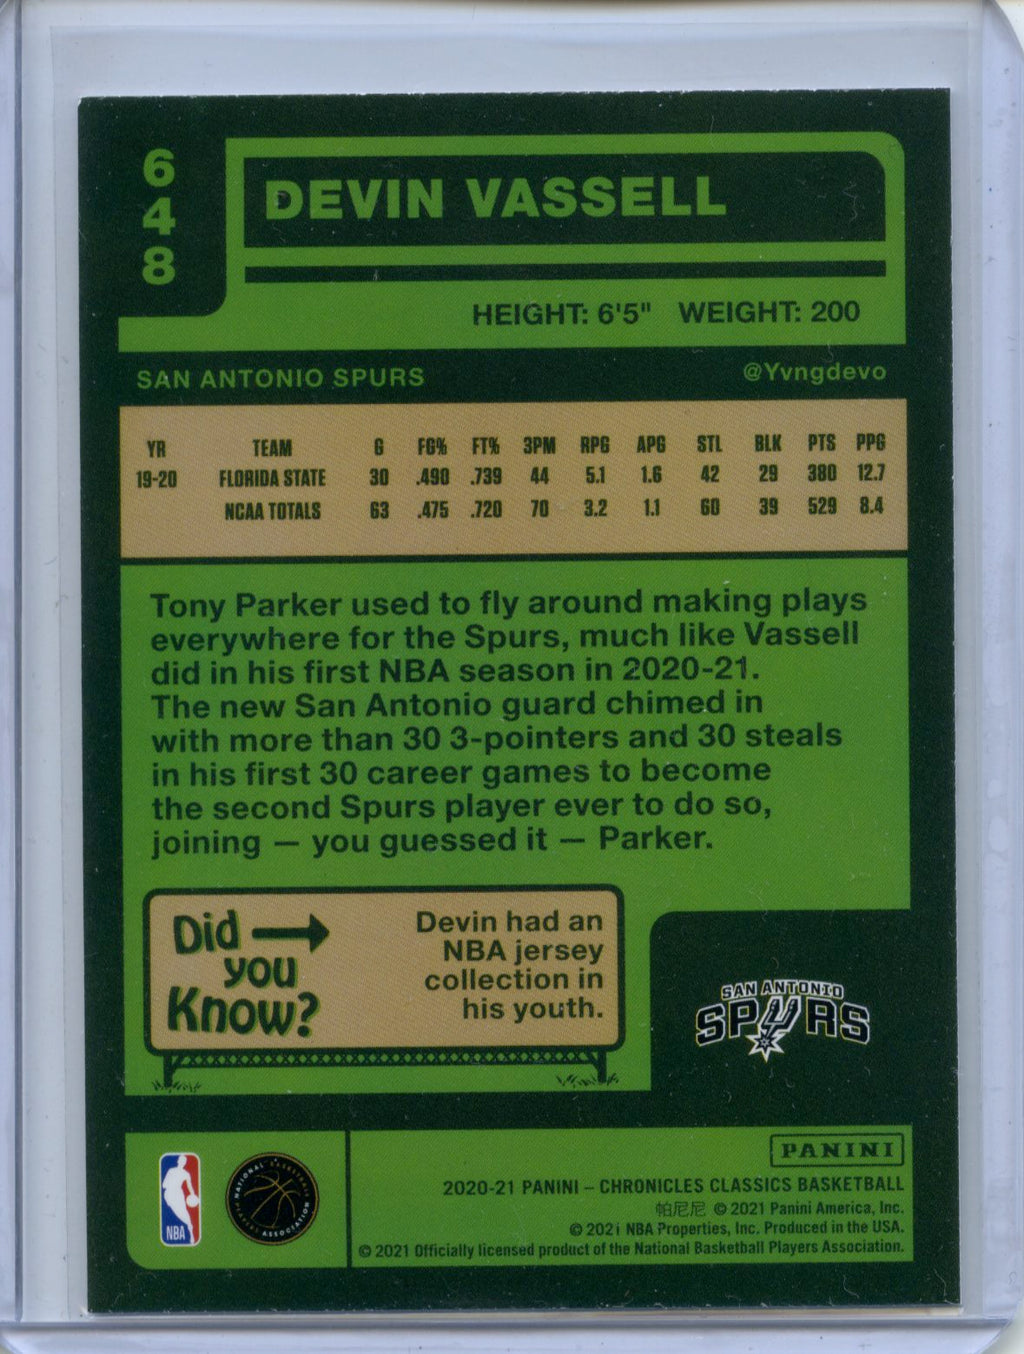 648
DEVIN VASSELL
HEIGHT: 6'5" WEIGHT: 200
SAN ANTONIO SPURS @Yvngdevo
YR TEAM G FG% FT% 3PM RPG APG STL BLK PTS PPG
19-20 FLORIDA STATE 30 .490 .739 44 5.1 1.6 42 29 380 12.7
NCAA TOTALS 63 .475 .720 70 3.2 1.1 60 39 529 8.4
Tony Parker used to fly around making plays
everywhere for the Spurs, much like Vassell
did in his first NBA season in 2020-21.
The new San Antonio guard chimed in
with more than 30 3-pointers and 30 steals
in his first 30 career games to become
the second Spurs player ever to do so,
joining — you guessed it — Parker.
Did
you
Know?
Devin had an
NBA jersey
collection in
his youth.
SAN ANTONIO
SPURS
NBA
NATIONAL BASKETBALL PLAYERS ASSOCIATION
PANINI
2020-21 PANINI – CHRONICLES CLASSICS BASKETBALL
帕尼尼 © 2021 Panini America, Inc.
© 2021 NBA Properties, Inc. Produced in the USA.
© 2021 Officially licensed product of the National Basketball Players Association.